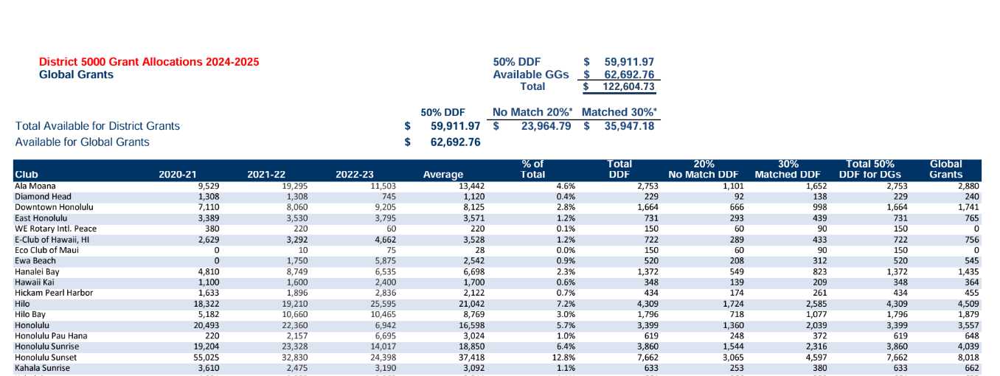 District 5000 Grant Allocations 2024-2025 50% DDF $ 59,911.97
Global Grants Available GGs $ 62,692.76
Total $ 122,604.73
50% DDF No Match 20%* Matched 30%*
Total Available for District Grants $ 59,911.97 $ 23,964.79 $ 35,947.18
Available for Global Grants $ 62,692.76
% of Total 20% 30% Total 50% Global
Club 2020-21 2021-22 2022-23 Average Total DDF No Match DDF Matched DDF DDF for DGs Grants
Ala Moana 9,529 19,295 11,503 13,442 4.6% 2,753 1,101 1,652 2,753 2,880
Diamond Head 1,308 1,308 745 1,120 0.4% 229 92 138 229 240
Downtown Honolulu 7,110 8,060 9,205 8,125 2.8% 1,664 666 998 1,664 1,741
East Honolulu 3,389 3,530 3,795 3,571 1.2% 731 293 439 731 765
WE Rotary Intl. Peace 380 220 60 220 0.1% 150 60 90 150 0
E-Club of Hawaii, HI 2,629 3,292 4,662 3,528 1.2% 722 289 433 722 756
Eco Club of Maui 0 10 75 28 0.0% 150 60 90 150 0
Ewa Beach 0 1,750 5,875 2,542 0.9% 520 208 312 520 545
Hanalei Bay 4,810 8,749 6,535 6,698 2.3% 1,372 549 823 1,372 1,435
Hawaii Kai 1,100 1,600 2,400 1,700 0.6% 348 139 209 348 364
Hickam Pearl Harbor 1,633 1,896 2,836 2,122 0.7% 434 174 261 434 455
Hilo 18,322 19,210 25,595 21,042 7.2% 4,309 1,724 2,585 4,309 4,509
Hilo Bay 5,182 10,660 10,465 8,769 3.0% 1,796 718 1,077 1,796 1,879
Honolulu 20,493 22,360 6,942 16,598 5.7% 3,399 1,360 2,039 3,399 3,557
Honolulu Pau Hana 220 2,157 6,695 3,024 1.0% 619 248 372 619 648
Honolulu Sunrise 19,204 23,328 14,017 18,850 6.4% 3,860 1,544 2,316 3,860 4,039
Honolulu Sunset 55,025 32,830 24,398 37,418 12.8% 7,662 3,065 4,597 7,662 8,018
Kahala Sunrise 3,610 2,475 3,190 3,092 1.1% 633 253 380 633 662